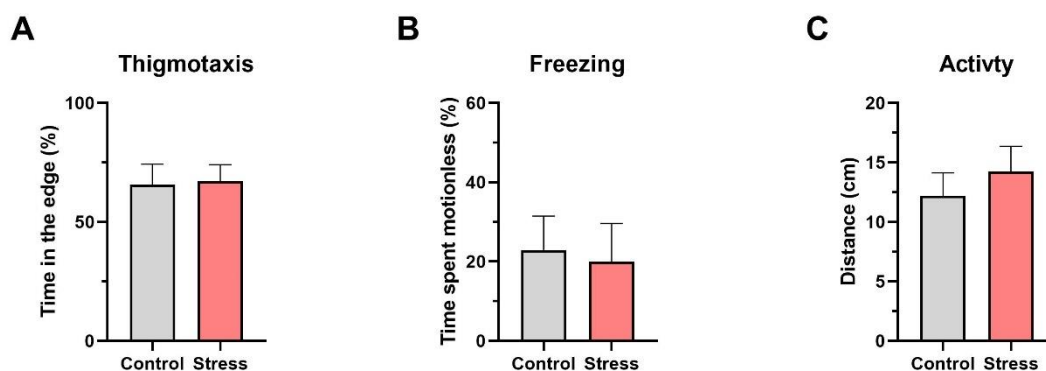 A
Thigmotaxis
Time in the edge (%)
100
50
0
Control Stress
B
Freezing
Time spent motionless (%)
60
40
20
0
Control Stress
C
Activty
Distance (cm)
20
15
10
5
0
Control Stress